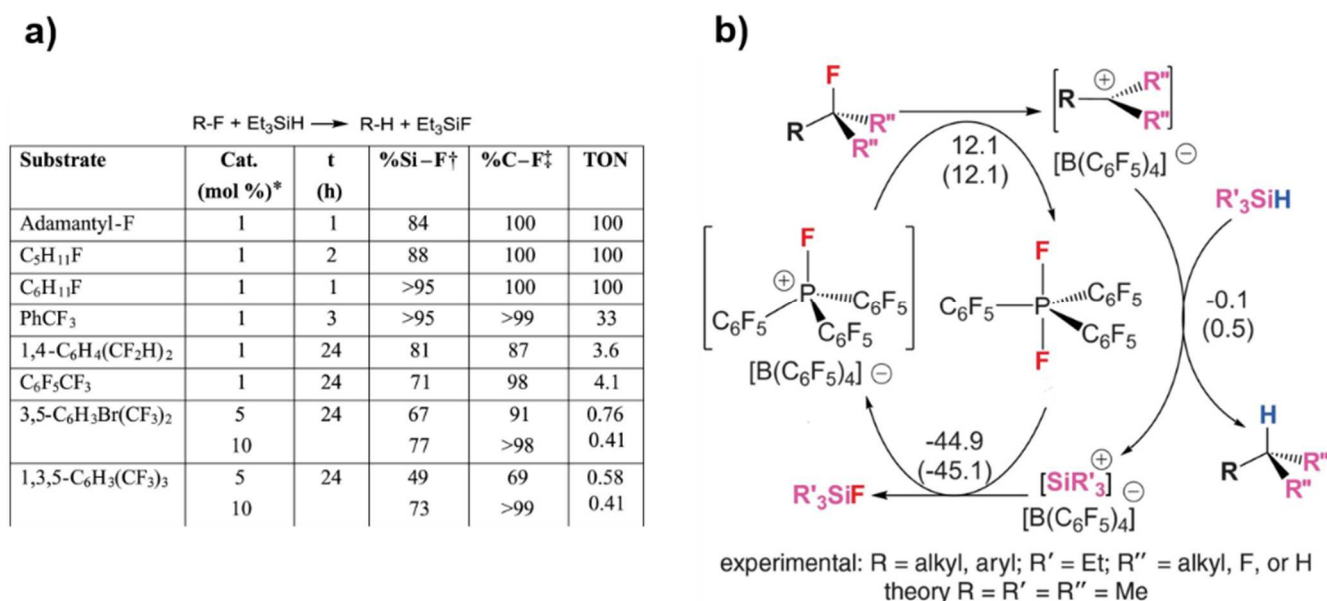 a)
R-F + Et₃SiH ⟶ R-H + Et₃SiF
Substrate Cat. (mol %)* t (h) %Si–F† %C–F‡ TON
Adamantyl-F 1 1 84 100 100
C₅H₁₁F 1 2 88 100 100
C₆H₁₁F 1 1 >95 100 100
PhCF₃ 1 3 >95 >99 33
1,4-C₆H₄(CF₂H)₂ 1 24 81 87 3.6
C₆F₅CF₃ 1 24 71 98 4.1
3,5-C₆H₃Br(CF₃)₂ 5 24 67 91 0.76
10 77 >98 0.41
1,3,5-C₆H₃(CF₃)₃ 5 24 49 69 0.58
10 73 >99 0.41
b)
F
R
R"
R"
R
⊕
R"
R"
[B(C₆F₅)₄] ⊖
12.1
(12.1)
R'₃SiH
F
⊕
P
C₆F₅
C₆F₅
C₆F₅
[B(C₆F₅)₄] ⊖
F
C₆F₅
P
C₆F₅
C₆F₅
F
-0.1
(0.5)
H
R
R"
R"
-44.9
(-45.1)
R'₃SiF
[SiR'₃] ⊕
⊖
[B(C₆F₅)₄]
experimental: R = alkyl, aryl; R′ = Et; R″ = alkyl, F, or H
theory R = R′ = R″ = Me